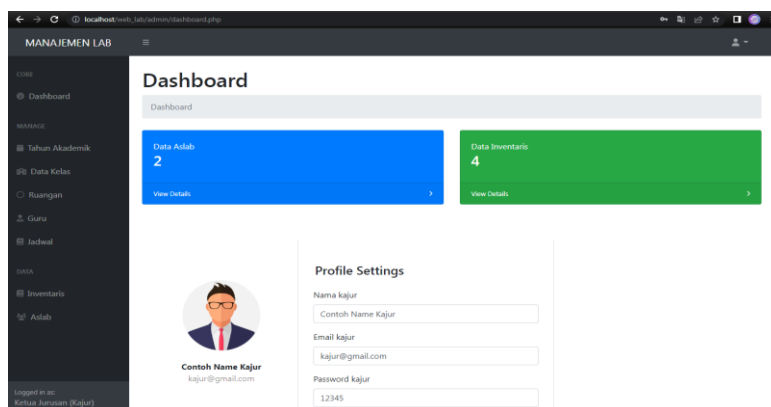 localhost/web_lab/admin/dashboard.php
MANAJEMEN LAB
CORE
Dashboard
MANAGE
Tahun Akademik
Data Kelas
Ruangan
Guru
Jadwal
DATA
Inventaris
Aslab
Logged in as:
Ketua Jurusan (Kajur)
Dashboard
Dashboard
Data Aslab
2
View Details
Data Inventaris
4
View Details
Contoh Name Kajur
kajur@gmail.com
Profile Settings
Nama kajur
Contoh Name Kajur
Email kajur
kajur@gmail.com
Password kajur
12345